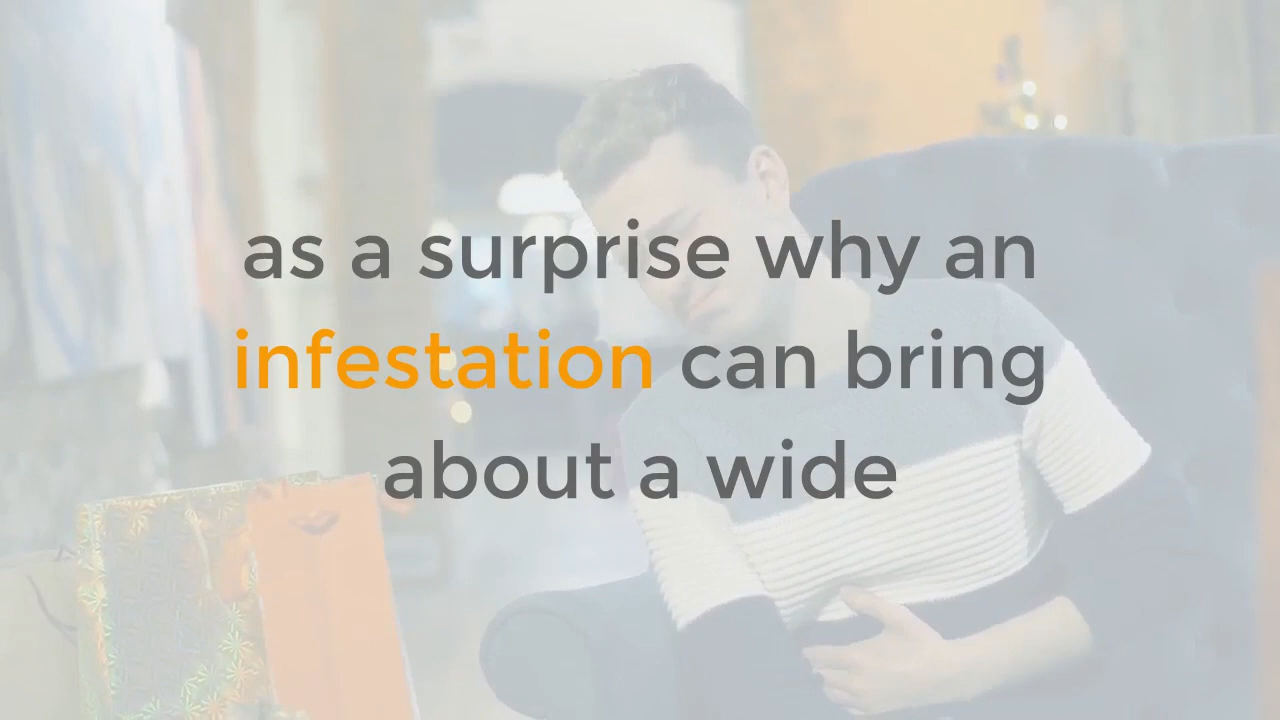 as a surprise why an
infestation can bring
about a wide